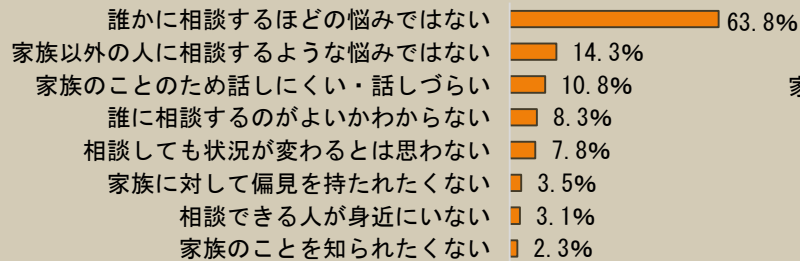 誰かに相談するほどの悩みではない 63.8%
家族以外の人に相談するような悩みではない 14.3%
家族のことのため話しにくい・話しづらい 10.8%
誰に相談するのがよいかわからない 8.3%
相談しても状況が変わるとは思わない 7.8%
家族に対して偏見を持たれたくない 3.5%
相談できる人が身近にいない 3.1%
家族のことを知られたくない 2.3%